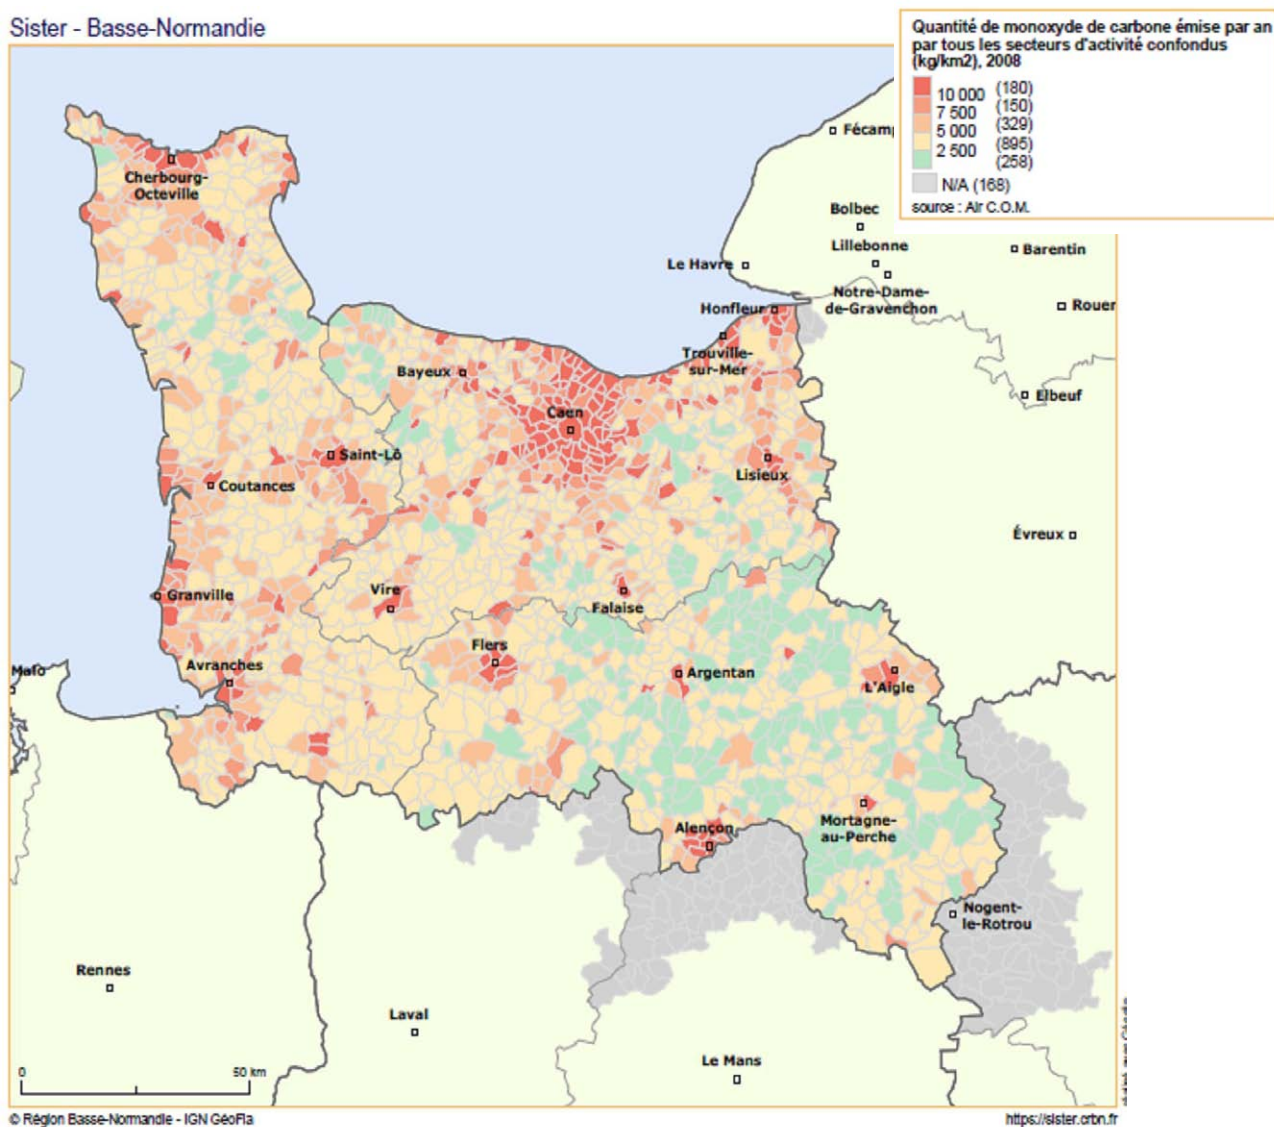 Sister - Basse-Normandie
Quantité de monoxyde de carbone émise par an
par tous les secteurs d'activité confondus
(kg/km2), 2008
10 000 (180)
7 500 (150)
5 000 (329)
2 500 (895)
(258)
N/A (168)
source : Air C.O.M.
Fécamp
Cherbourg-
Octeville
Bolbec
Lillebonne
Barentin
Le Havre
Notre-Dame-
de-Gravenchon
Honfleur
Rouen
Trouville-
sur-Mer
Bayeux
Elbeuf
Caen
Saint-Lô
Lisieux
Coutances
Évreux
Vire
Granville
Falaise
Flers
Avranches
Malo
Argentan
L'Aigle
Alençon
Mortagne-
au-Perche
Nogent-
le-Rotrou
Rennes
Laval
Le Mans
0 50 km
© Région Basse-Normandie - IGN GéoFla
https://sister.crbn.fr